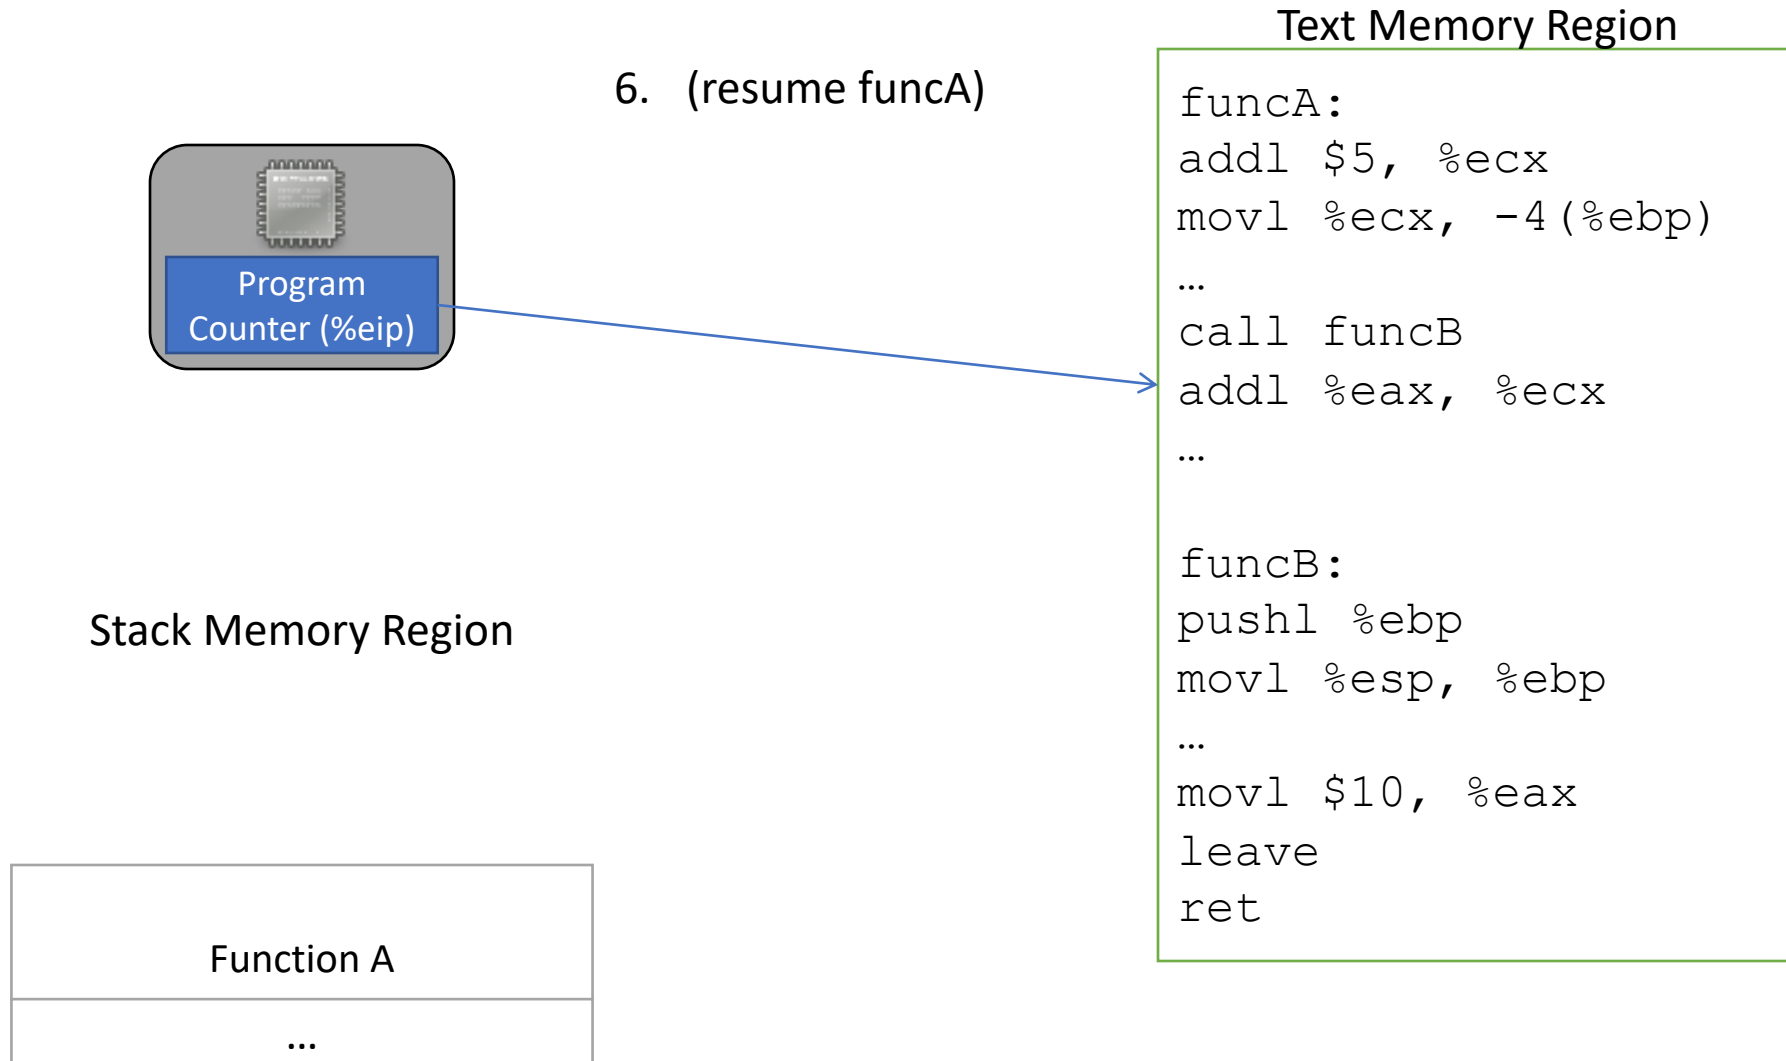 Text Memory Region
6. (resume funcA)
Program
Counter (%eip)
funcA:
addl $5, %ecx
movl %ecx, -4(%ebp)
…
call funcB
addl %eax, %ecx
…
funcB:
pushl %ebp
movl %esp, %ebp
…
movl $10, %eax
leave
ret
Stack Memory Region
Function A
…